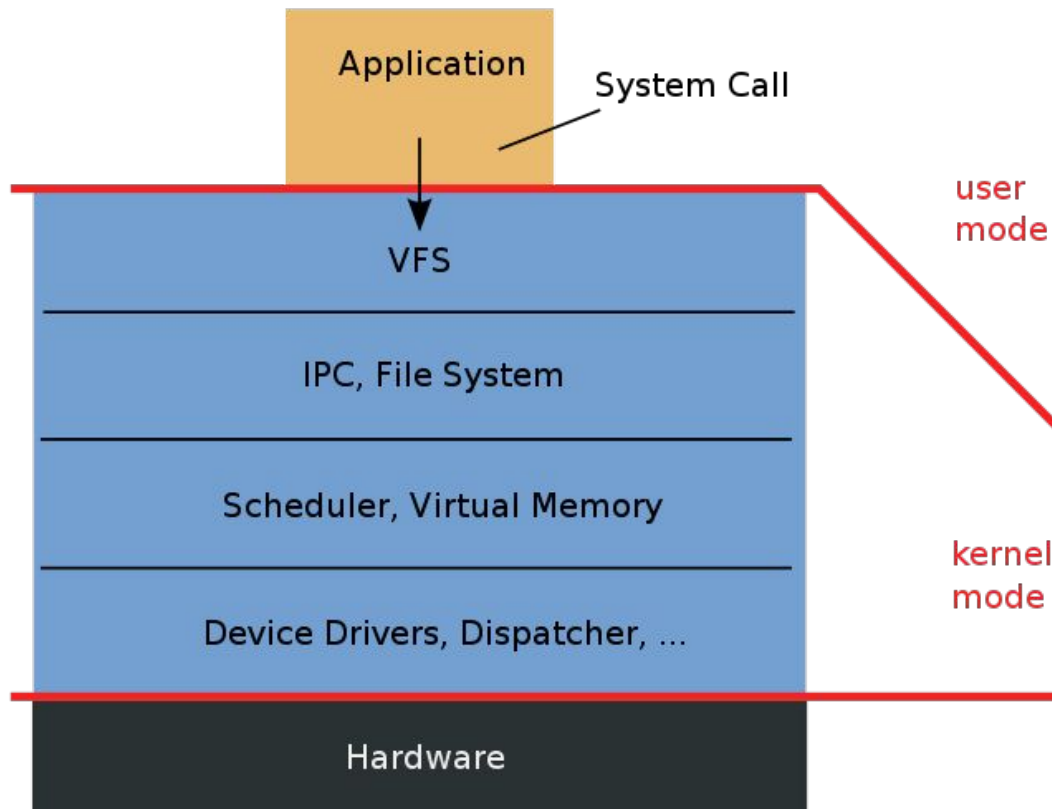 Application
System Call
user
mode
VFS
IPC, File System
Scheduler, Virtual Memory
kernel
mode
Device Drivers, Dispatcher, ...
Hardware